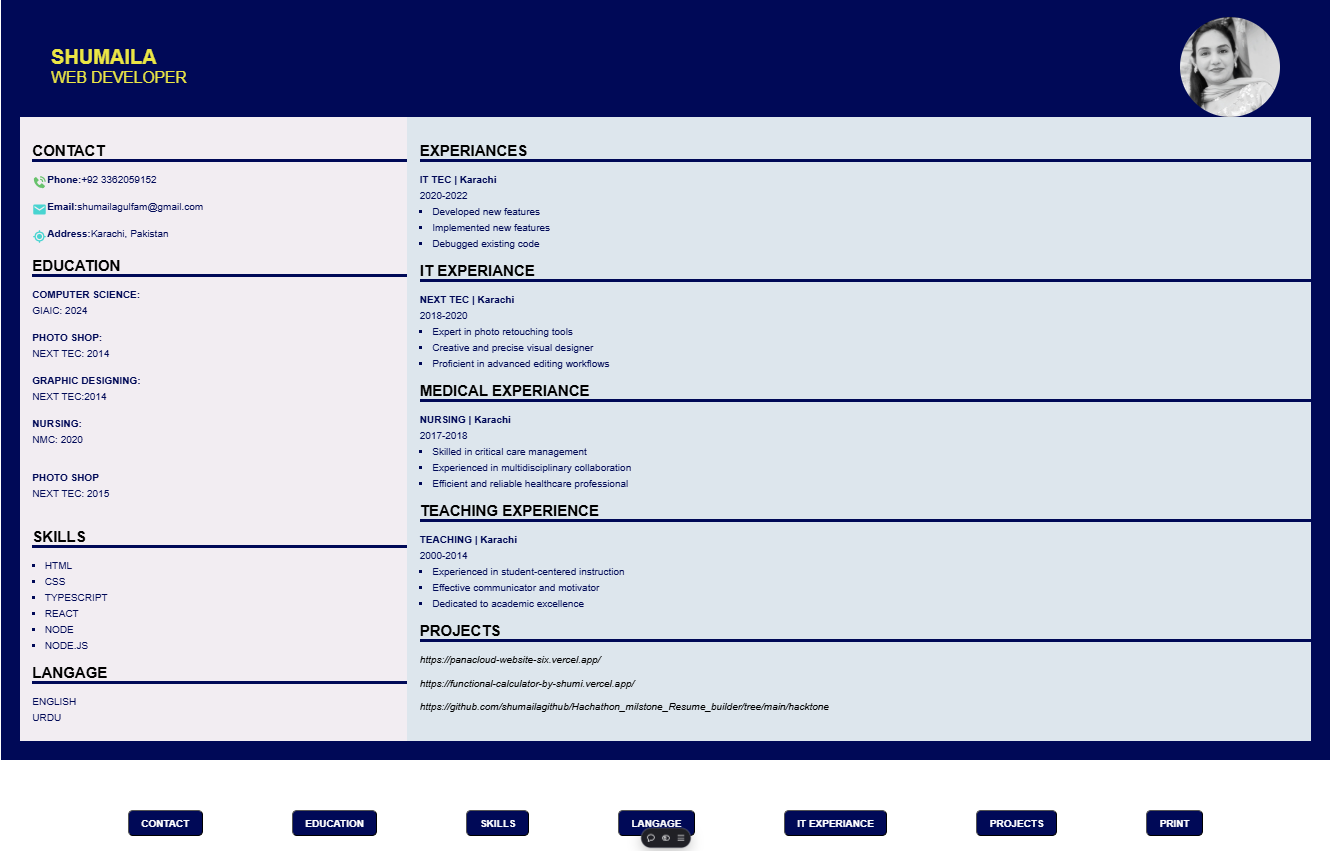 SHUMAILA
WEB DEVELOPER
CONTACT
Phone:+92 3362059152
Email:shumailagulfam@gmail.com
Address:Karachi, Pakistan
EDUCATION
COMPUTER SCIENCE:
GIAIC: 2024
PHOTO SHOP:
NEXT TEC: 2014
GRAPHIC DESIGNING:
NEXT TEC:2014
NURSING:
NMC: 2020
PHOTO SHOP
NEXT TEC: 2015
SKILLS
HTML
CSS
TYPESCRIPT
REACT
NODE
NODE.JS
LANGAGE
ENGLISH
URDU
EXPERIANCES
IT TEC | Karachi
2020-2022
Developed new features
Implemented new features
Debugged existing code
IT EXPERIANCE
NEXT TEC | Karachi
2018-2020
Expert in photo retouching tools
Creative and precise visual designer
Proficient in advanced editing workflows
MEDICAL EXPERIANCE
NURSING | Karachi
2017-2018
Skilled in critical care management
Experienced in multidisciplinary collaboration
Efficient and reliable healthcare professional
TEACHING EXPERIENCE
TEACHING | Karachi
2000-2014
Experienced in student-centered instruction
Effective communicator and motivator
Dedicated to academic excellence
PROJECTS
https://panacloud-website-six.vercel.app/
https://functional-calculator-by-shumi.vercel.app/
https://github.com/shumailagithub/Hachathon_milstone_Resume_builder/tree/main/hacktone
CONTACT EDUCATION SKILLS LANGAGE IT EXPERIANCE PROJECTS PRINT